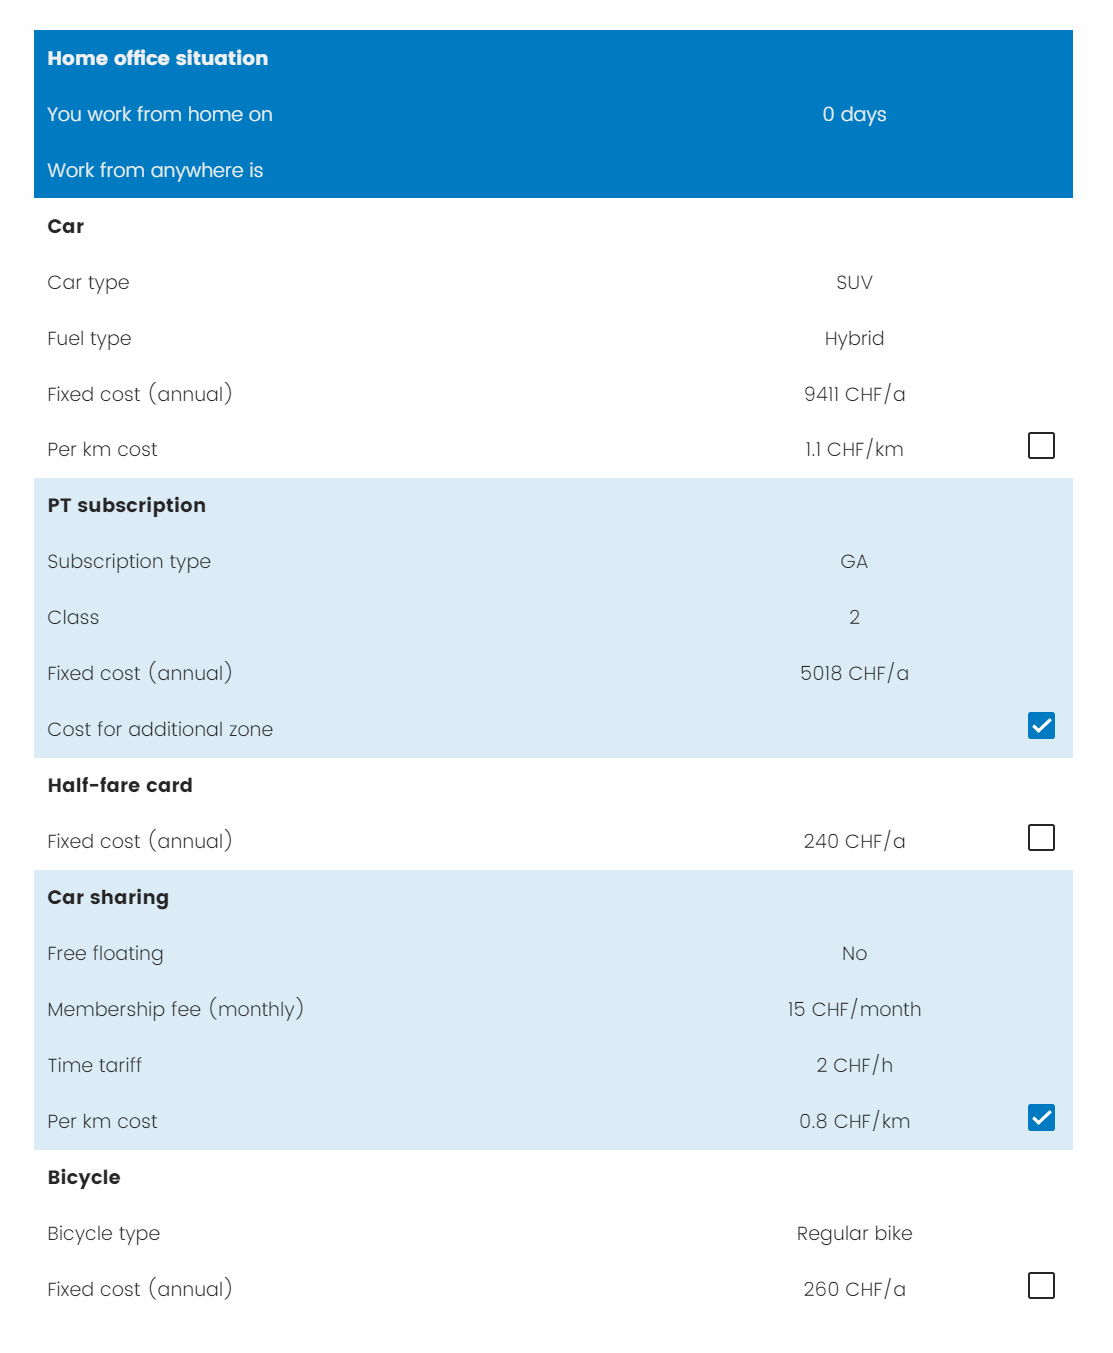 Home office situation
You work from home on 0 days
Work from anywhere is
Car
Car type SUV
Fuel type Hybrid
Fixed cost (annual) 9411 CHF/a
Per km cost 1.1 CHF/km
PT subscription
Subscription type GA
Class 2
Fixed cost (annual) 5018 CHF/a
Cost for additional zone
Half-fare card
Fixed cost (annual) 240 CHF/a
Car sharing
Free floating No
Membership fee (monthly) 15 CHF/month
Time tariff 2 CHF/h
Per km cost 0.8 CHF/km
Bicycle
Bicycle type Regular bike
Fixed cost (annual) 260 CHF/a